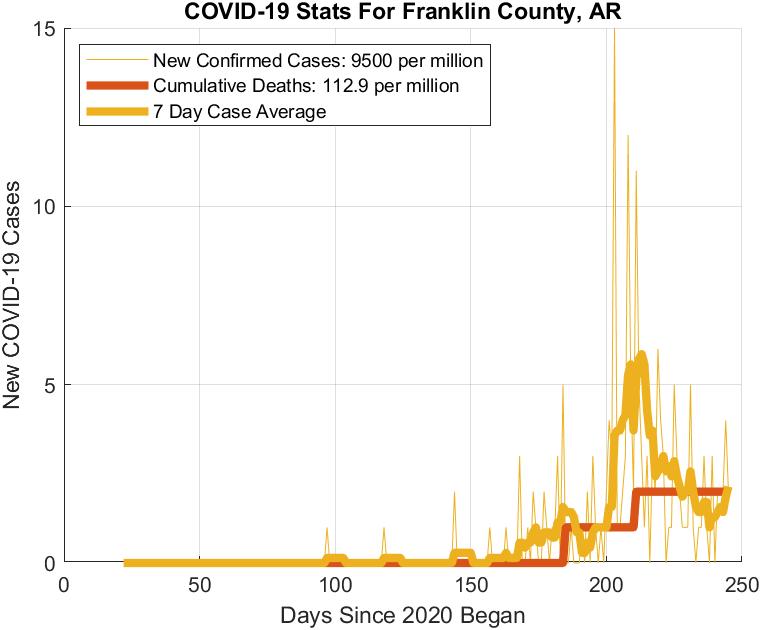 COVID-19 Stats For Franklin County, AR
15
New Confirmed Cases: 9500 per million
Cumulative Deaths: 112.9 per million
7 Day Case Average
10
New COVID-19 Cases
5
0
0 50 100 150 200 250
Days Since 2020 Began